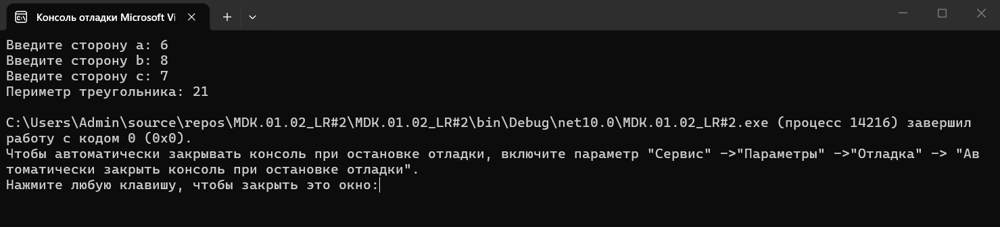 Консоль отладки Microsoft Vi
Введите сторону a: 6
Введите сторону b: 8
Введите сторону c: 7
Периметр треугольника: 21
C:\Users\Admin\source\repos\MDK.01.02_LR#2\MDK.01.02_LR#2\bin\Debug\net10.0\MDK.01.02_LR#2.exe (процесс 14216) завершил
работу с кодом 0 (0x0).
Чтобы автоматически закрывать консоль при остановке отладки, включите параметр "Сервис" ->"Параметры" ->"Отладка" -> "Ав
томатически закрыть консоль при остановке отладки".
Нажмите любую клавишу, чтобы закрыть это окно: